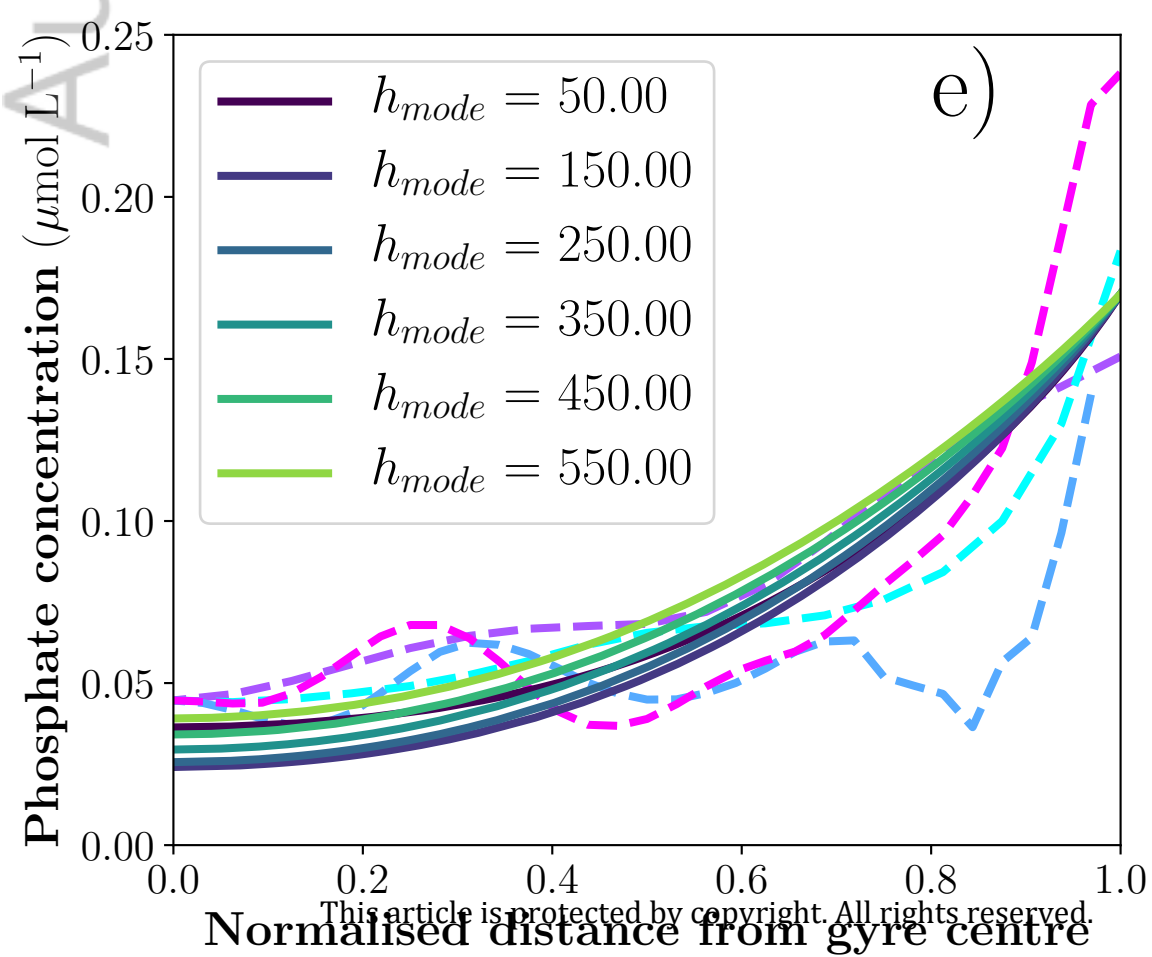 Au
Phosphate concentration (μmol L⁻¹)
0.25
0.20
0.15
0.10
0.05
0.00
e)
h_mode = 50.00
h_mode = 150.00
h_mode = 250.00
h_mode = 350.00
h_mode = 450.00
h_mode = 550.00
0.0 0.2 0.4 0.6 0.8 1.0
This article is protected by copyright. All rights reserved.
Normalised distance from gyre centre